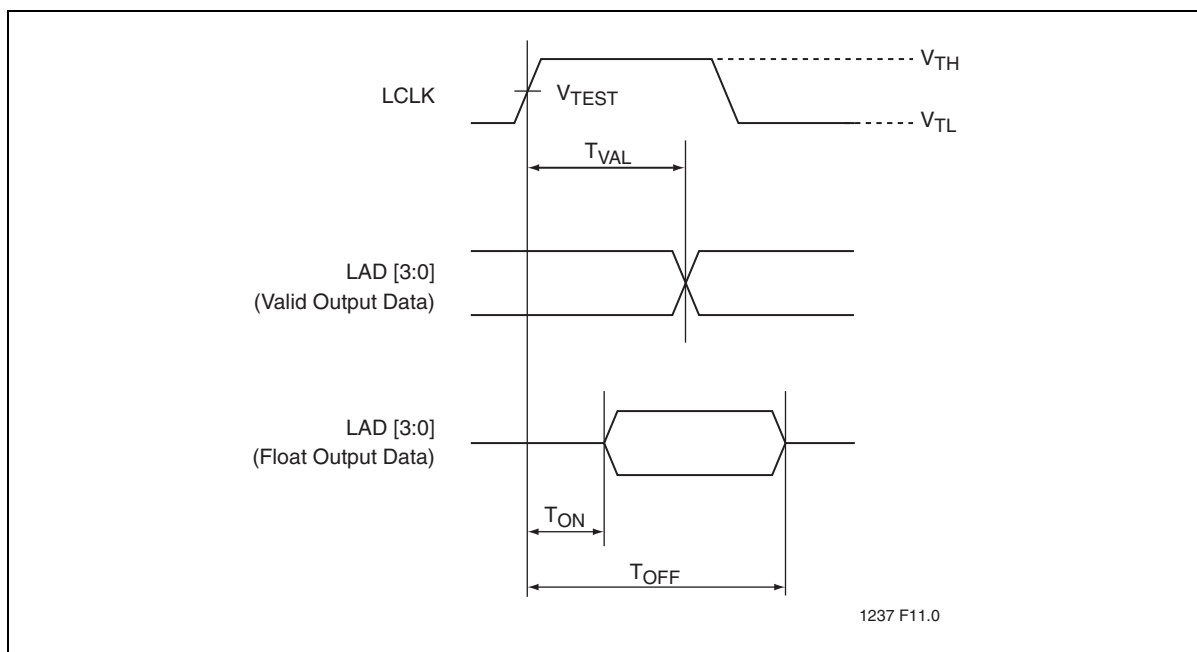 V_TH
LCLK
V_TEST
V_TL
T_VAL
LAD [3:0]
(Valid Output Data)
LAD [3:0]
(Float Output Data)
T_ON
T_OFF
1237 F11.0